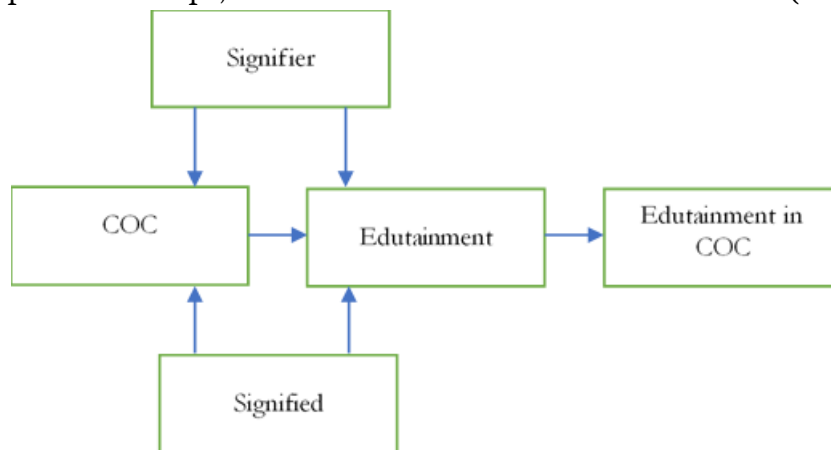 Signifier
COC
Edutainment
Edutainment in
COC
Signified